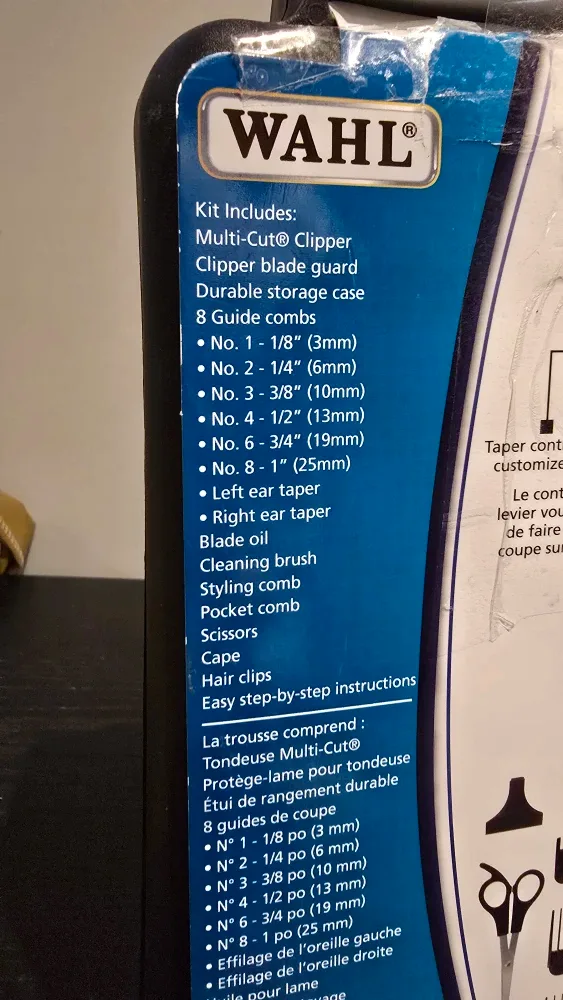 WAHL®
Kit Includes:
Multi-Cut® Clipper
Clipper blade guard
Durable storage case
8 Guide combs
• No. 1 - 1/8" (3mm)
• No. 2 - 1/4" (6mm)
• No. 3 - 3/8" (10mm)
• No. 4 - 1/2" (13mm)
• No. 6 - 3/4" (19mm)
• No. 8 - 1" (25mm)
• Left ear taper
• Right ear taper
Blade oil
Cleaning brush
Styling comb
Pocket comb
Scissors
Cape
Hair clips
Easy step-by-step instructions
La trousse comprend :
Tondeuse Multi-Cut®
Protège-lame pour tondeuse
Étui de rangement durable
8 guides de coupe
• N° 1 - 1/8 po (3 mm)
• N° 2 - 1/4 po (6 mm)
• N° 3 - 3/8 po (10 mm)
• N° 4 - 1/2 po (13 mm)
• N° 6 - 3/4 po (19 mm)
• N° 8 - 1 po (25 mm)
• Effilage de l'oreille gauche
• Effilage de l'oreille droite
Huile pour lame
Taper cont
customize
Le cont
levier vou
de faire
coupe su